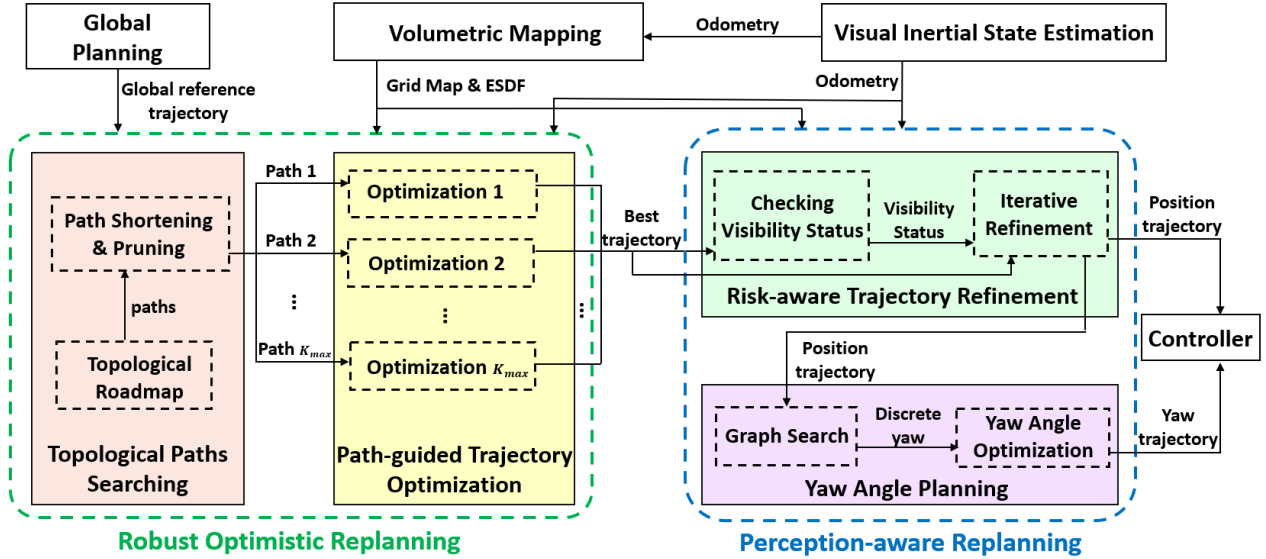 Global
Planning
Volumetric Mapping
Odometry
Visual Inertial State Estimation
Global reference
trajectory
Grid Map & ESDF
Odometry
Path Shortening
& Pruning
paths
Topological
Roadmap
Topological Paths
Searching
Path 1
Path 2
⋮
Path K_max
Optimization 1
Optimization 2
⋮
Optimization K_max
⋮
Path-guided Trajectory
Optimization
Robust Optimistic Replanning
Best
trajectory
Checking
Visibility Status
Visibility
Status
Iterative
Refinement
Risk-aware Trajectory Refinement
Position
trajectory
Position
trajectory
Controller
Graph Search
Discrete
yaw
Yaw Angle
Optimization
Yaw
trajectory
Yaw Angle Planning
Perception-aware Replanning